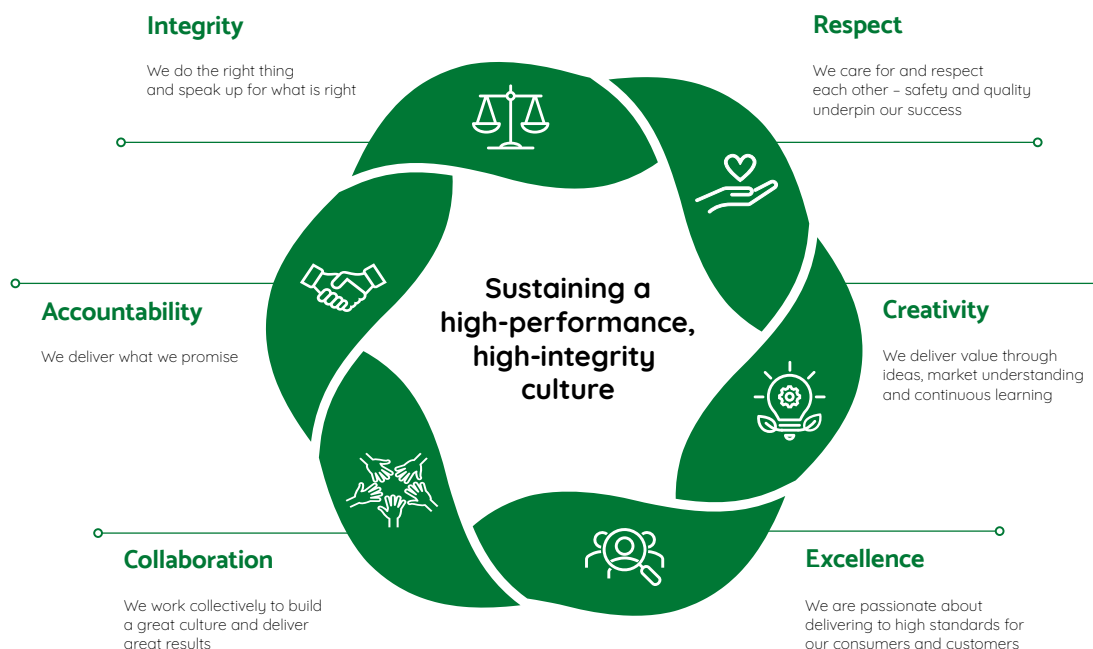 Integrity
We do the right thing
and speak up for what is right
Respect
We care for and respect
each other – safety and quality
underpin our success
Accountability
We deliver what we promise
Sustaining a
high-performance,
high-integrity
culture
Creativity
We deliver value through
ideas, market understanding
and continuous learning
Collaboration
We work collectively to build
a great culture and deliver
great results
Excellence
We are passionate about
delivering to high standards for
our consumers and customers